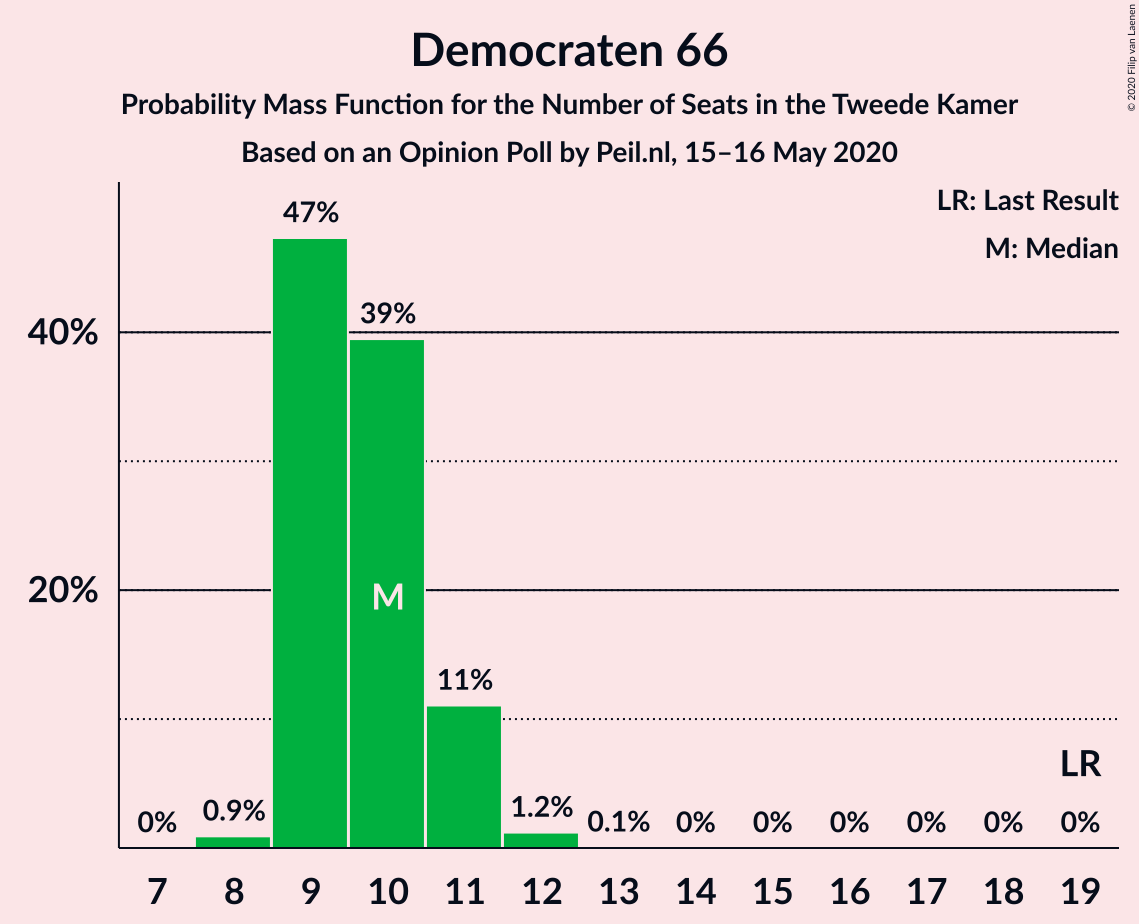 Democraten 66
Probability Mass Function for the Number of Seats in the Tweede Kamer
Based on an Opinion Poll by Peil.nl, 15–16 May 2020
© 2020 Filip van Laenen
LR: Last Result
M: Median
47%
39%
40%
20%
M
11%
LR
0% 0.9% 1.2% 0.1% 0% 0% 0% 0% 0% 0%
7 8 9 10 11 12 13 14 15 16 17 18 19